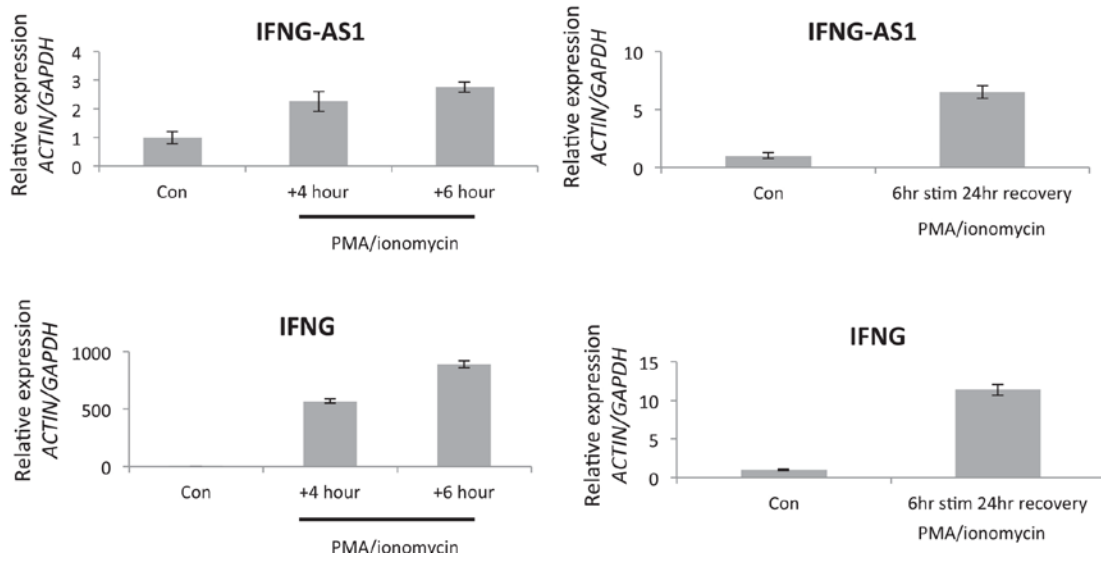 IFNG-AS1
Relative expression
ACTIN/GAPDH
4
3
2
1
0
Con
+4 hour
+6 hour
PMA/ionomycin
IFNG-AS1
Relative expression
ACTIN/GAPDH
10
5
0
Con
6hr stim 24hr recovery
PMA/ionomycin
IFNG
Relative expression
ACTIN/GAPDH
1000
500
0
Con
+4 hour
+6 hour
PMA/ionomycin
IFNG
Relative expression
ACTIN/GAPDH
15
10
5
0
Con
6hr stim 24hr recovery
PMA/ionomycin